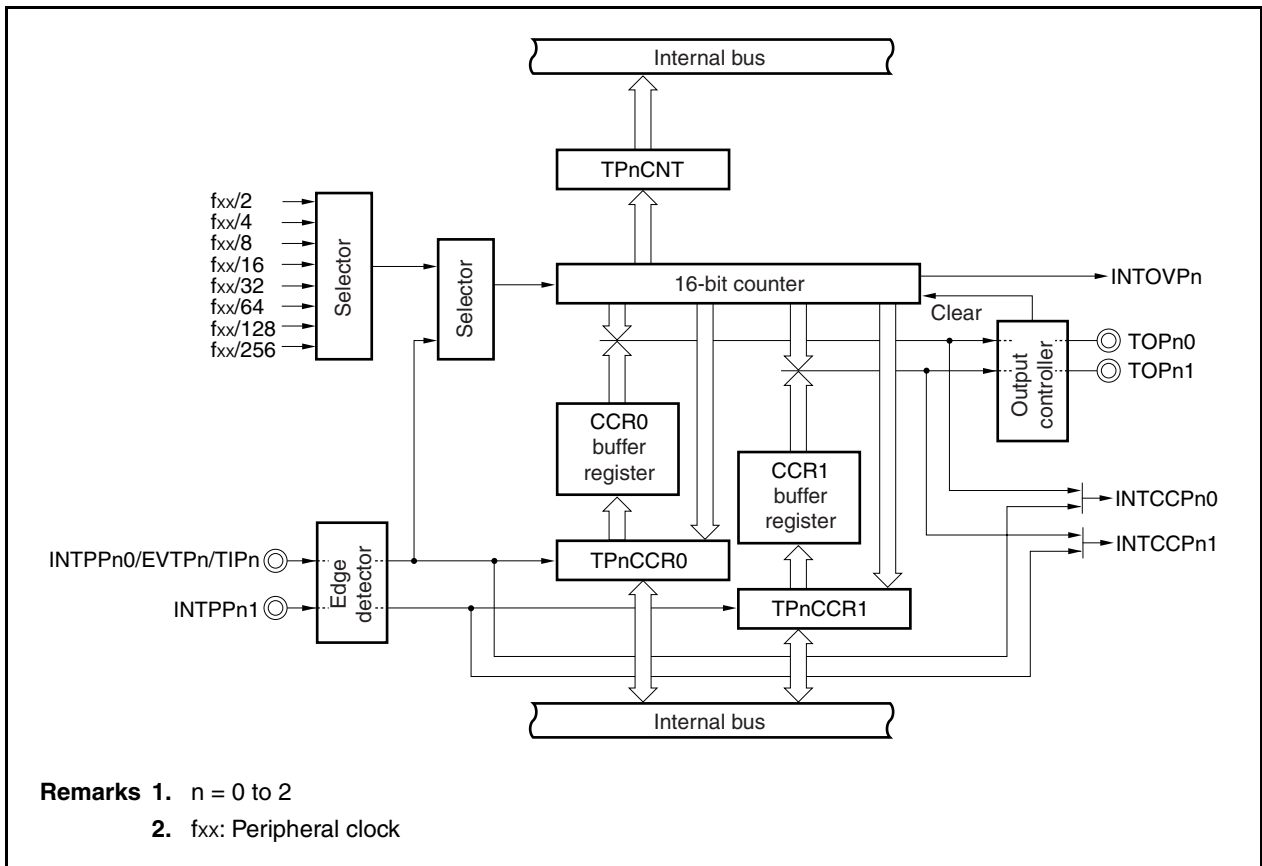 Internal bus
TPnCNT
fxx/2
fxx/4
fxx/8
fxx/16
fxx/32
fxx/64
fxx/128
fxx/256
Selector
Selector
16-bit counter
INTOVPn
Clear
TOPn0
TOPn1
Output
controller
CCR0
buffer
register
CCR1
buffer
register
INTCCPn0
INTCCPn1
INTPPn0/EVTPn/TIPn
INTPPn1
Edge
detector
TPnCCR0
TPnCCR1
Internal bus
Remarks 1. n = 0 to 2
2. fxx: Peripheral clock